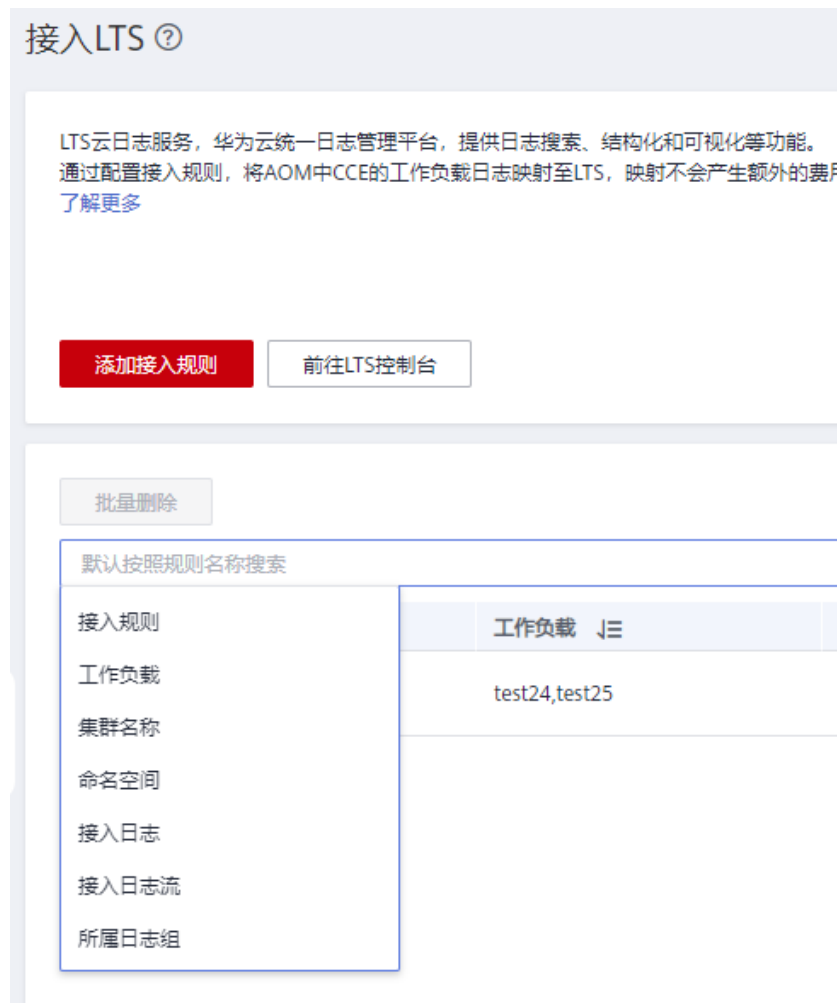 接入LTS ?
LTS云日志服务，华为云统一日志管理平台，提供日志搜索、结构化和可视化等功能。
通过配置接入规则，将AOM中CCE的工作负载日志映射至LTS，映射不会产生额外的费用
了解更多
添加接入规则 前往LTS控制台
批量删除
默认按照规则名称搜索
接入规则
工作负载
工作负载
test24,test25
集群名称
命名空间
接入日志
接入日志流
所属日志组